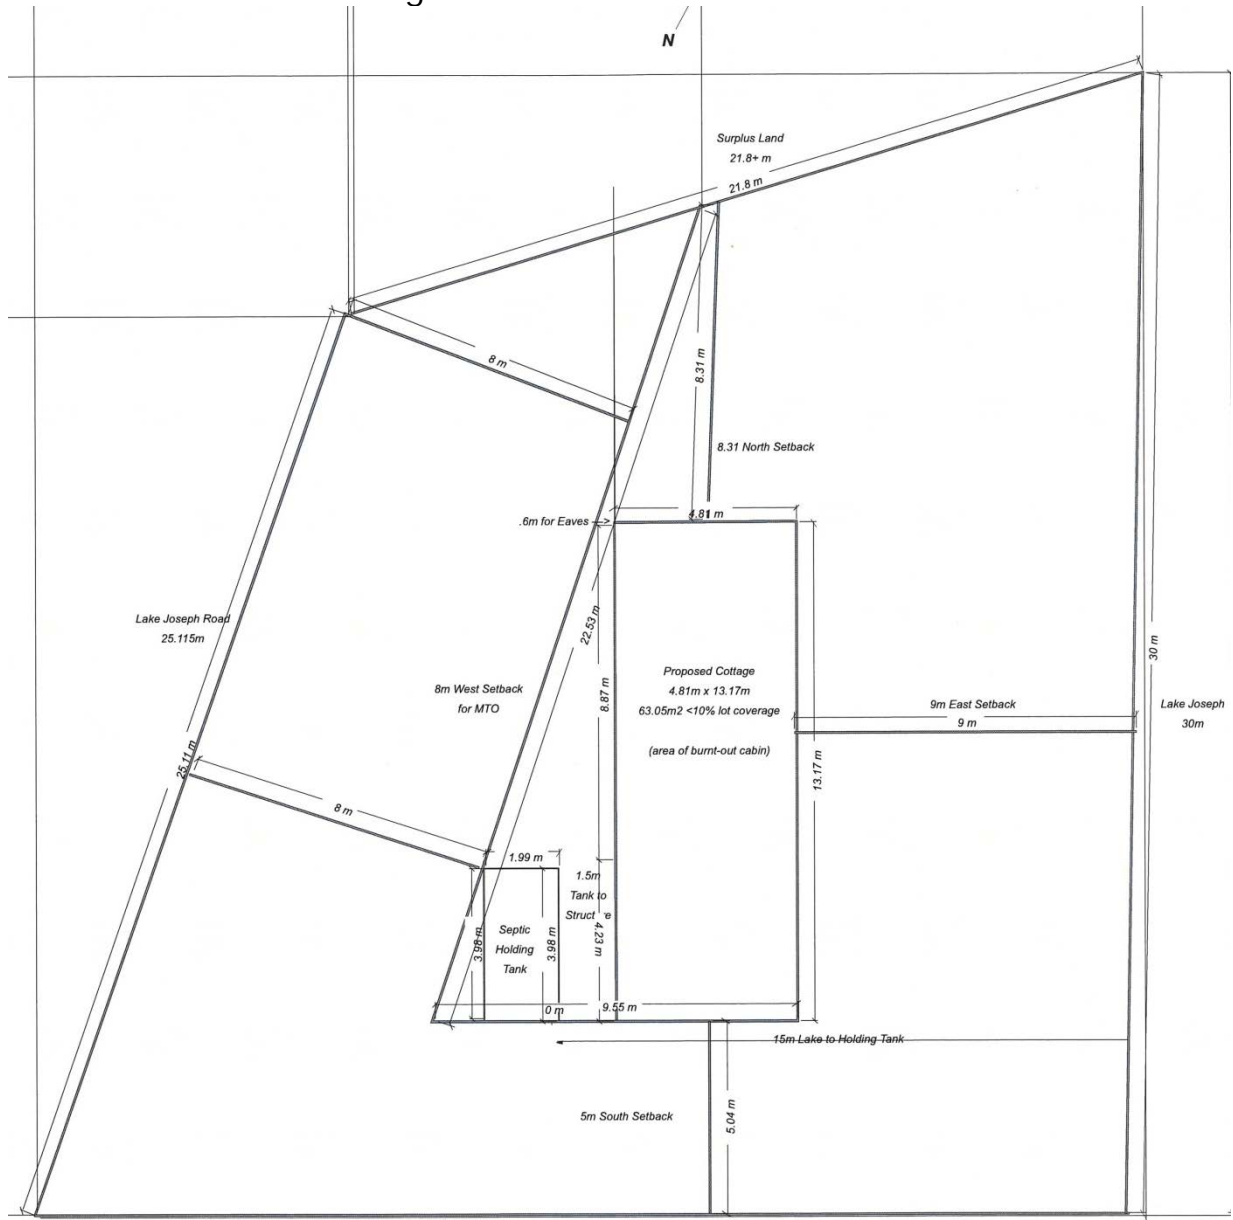 g
N
Surplus Land
21.8+ m
21.8 m
8 m
8.31 m
8.31 North Setback
.6m for Eaves ->
4.81 m
Lake Joseph Road
25.115m
22.53 m
Proposed Cottage
4.81m x 13.17m
63.05m2 <10% lot coverage
(area of burnt-out cabin)
8m West Setback
for MTO
8.87 m
9m East Setback
9 m
30 m
Lake Joseph
30m
25.11 m
13.17 m
8 m
1.99 m
1.5m
Tank to
Struct re
Septic
Holding
Tank
3.98 m
3.98 m
4.23 m
0 m
9.55 m
15m Lake to Holding Tank
5m South Setback
5.04 m